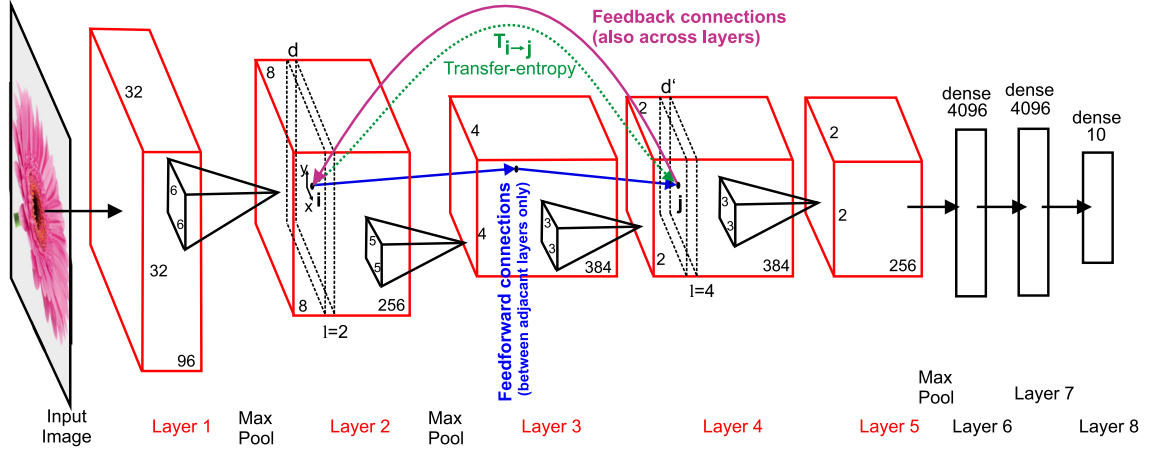 Feedback connections
(also across layers)
T i→j
Transfer-entropy
32
32
96
6
6
d
8
8
256
y
x
i
l=2
5
5
4
4
384
3
3
Feedforward connections
(between adjacant layers only)
d‘
2
2
384
j
l=4
3
3
2
2
256
dense
4096
dense
4096
dense
10
Input
Image
Layer 1
Max
Pool
Layer 2
Max
Pool
Layer 3
Layer 4
Layer 5
Max
Pool
Layer 6
Layer 7
Layer 8